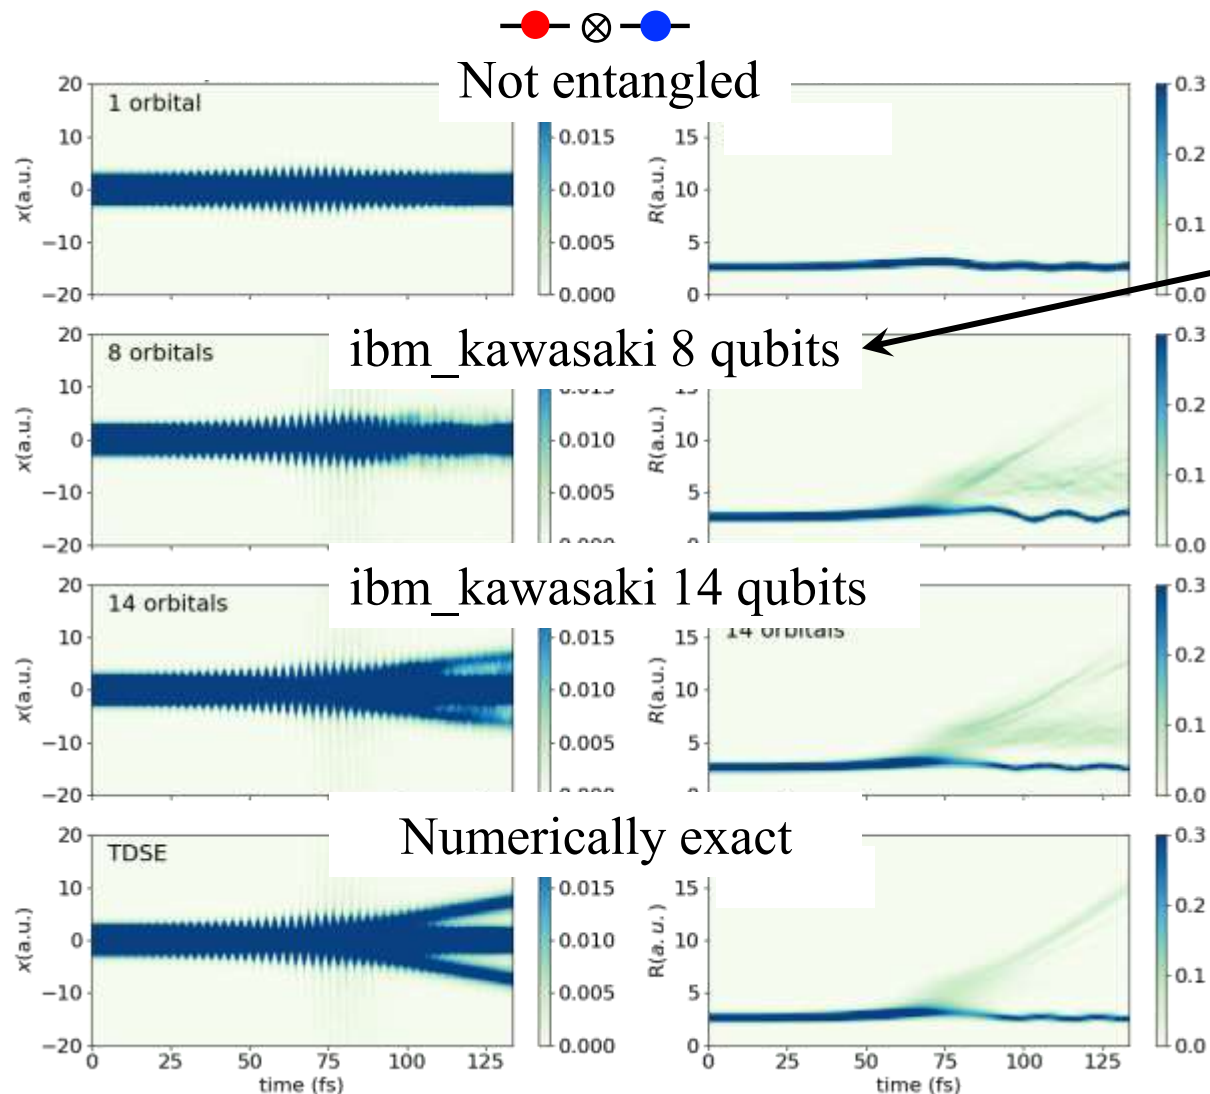 Not entangled
1 orbital
20
10
0
−10
−20
x(a.u.)
0.015
0.010
0.005
0.000
15
10
5
0
R(a.u.)
0.3
0.2
0.1
0.0
ibm_kawasaki 8 qubits
8 orbitals
20
10
0
−10
−20
x(a.u.)
0.010
0.005
10
5
R(a.u.)
0.3
0.2
0.1
0.0
ibm_kawasaki 14 qubits
14 orbitals
20
10
0
−10
−20
x(a.u.)
0.015
0.010
0.005
14 orbitals
15
10
5
R(a.u.)
0.3
0.2
0.1
0.0
Numerically exact
TDSE
20
10
0
−10
−20
x(a.u.)
0 25 50 75 100 125
time (fs)
0.015
0.010
0.005
0.000
15
10
5
0
R(a.u.)
0 25 50 75 100 125
time (fs)
0.3
0.2
0.1
0.0